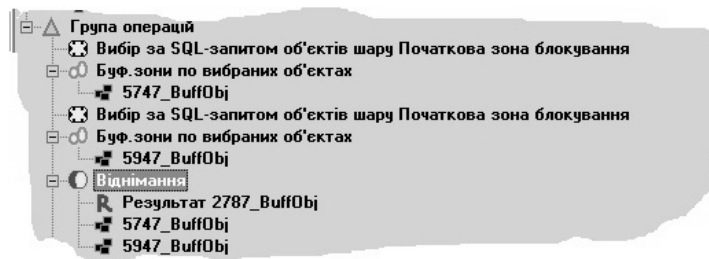 Група операцій
Вибір за SQL-запитом об'єктів шару Початкова зона блокування
Буф.зони по вибраних об'єктах
5747_BuffObj
Вибір за SQL-запитом об'єктів шару Початкова зона блокування
Буф.зони по вибраних об'єктах
5947_BuffObj
Віднімання
R Результат 2787_BuffObj
5747_BuffObj
5947_BuffObj